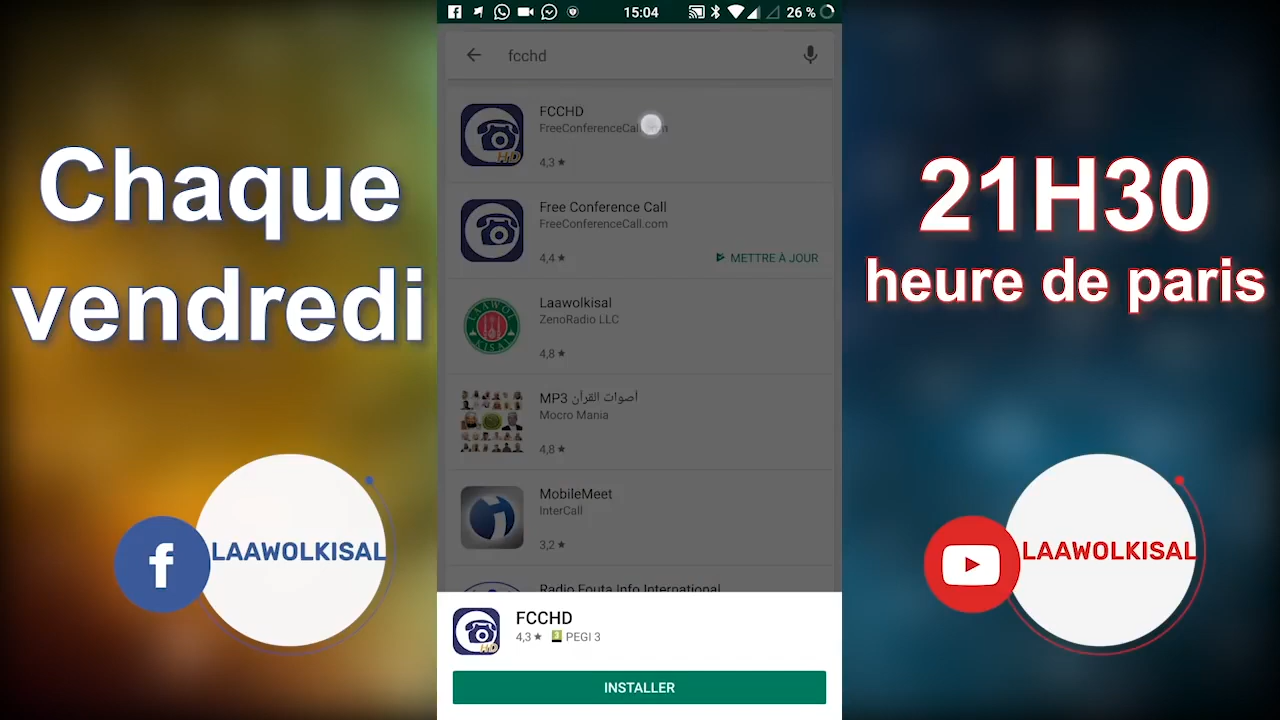 Chaque
vendredi
LAAWOLKISAL
15:04
26 %
fcchd
FCCHD
4,3
Free Conference Call
FreeConferenceCall.com
4,4
METTRE À JOUR
Laawolkisal
ZenoRadio LLC
4,8
MP3 أصوات القرآن
Mocro Mania
4,8
MobileMeet
InterCall
3,2
Radio Fouta Info International
FCCHD
4,3 3 PEGI 3
INSTALLER
21H30
heure de paris
LAAWOLKISAL